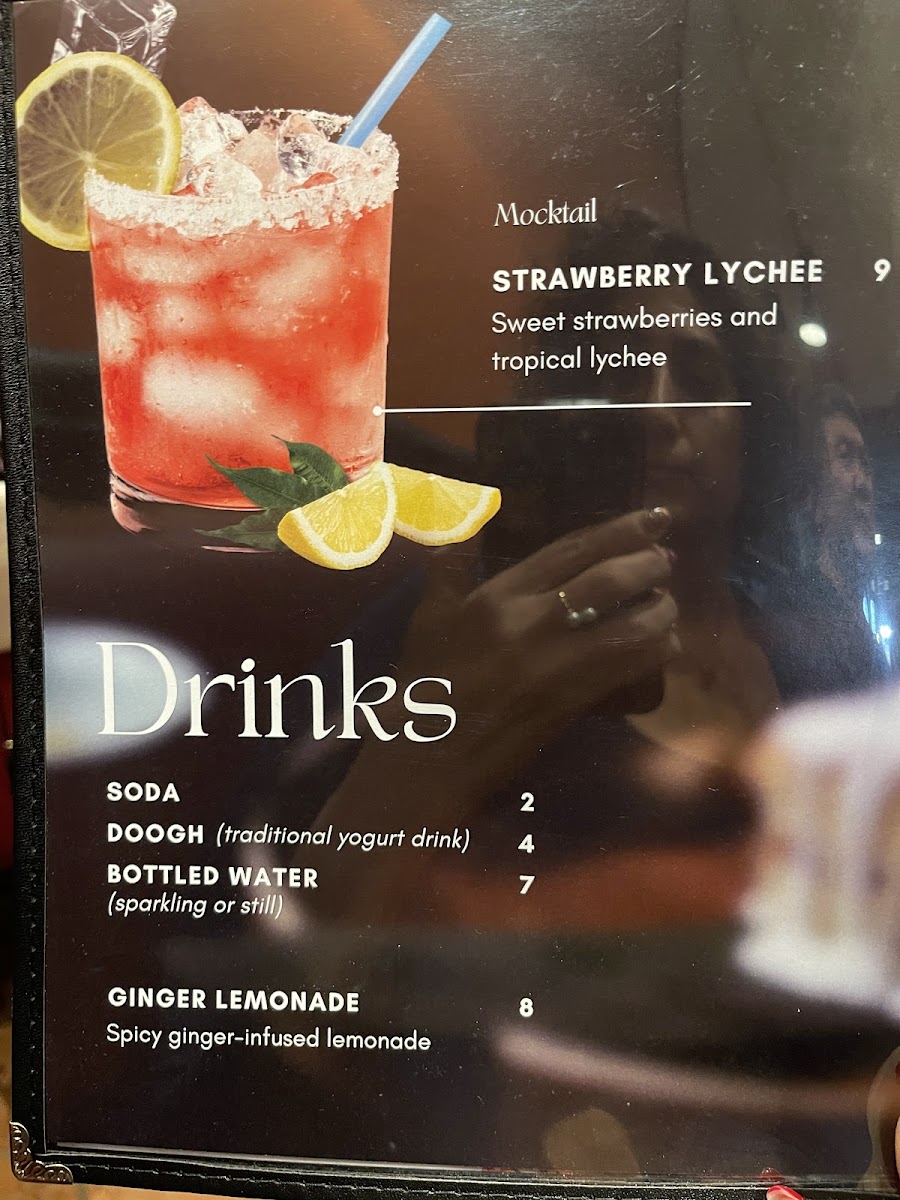 Mocktail
STRAWBERRY LYCHEE 9
Sweet strawberries and
tropical lychee
Drinks
SODA 2
DOOGH (traditional yogurt drink) 4
BOTTLED WATER 7
(sparkling or still)
GINGER LEMONADE 8
Spicy ginger-infused lemonade